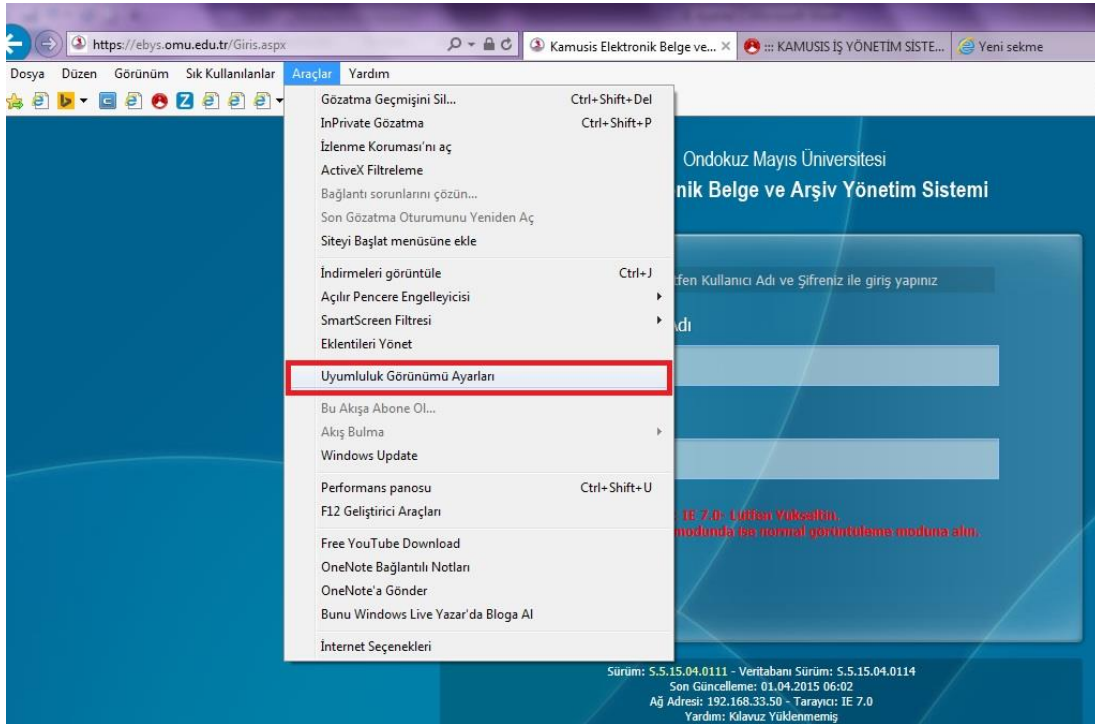 https://ebys.omu.edu.tr/Giris.aspx
Kamusis Elektronik Belge ve...
::: KAMUSIS İŞ YÖNETİM SİSTE...
Yeni sekme
Dosya Düzen Görünüm Sık Kullanılanlar Araçlar Yardım
Gözatma Geçmişini Sil... Ctrl+Shift+Del
InPrivate Gözatma Ctrl+Shift+P
İzlenme Koruması'nı aç
ActiveX Filtreleme
Bağlantı sorunlarını çözün...
Son Gözatma Oturumunu Yeniden Aç
Siteyi Başlat menüsüne ekle
İndirmeleri görüntüle Ctrl+J
Açılır Pencere Engelleyicisi
SmartScreen Filtresi
Eklentileri Yönet
Uyumluluk Görünümü Ayarları
Bu Akışa Abone Ol...
Akış Bulma
Windows Update
Performans panosu Ctrl+Shift+U
F12 Geliştirici Araçları
Free YouTube Download
OneNote Bağlantılı Notları
OneNote'a Gönder
Bunu Windows Live Yazar'da Bloga Al
İnternet Seçenekleri
Ondokuz Mayıs Üniversitesi
nik Belge ve Arşiv Yönetim Sistemi
tfen Kullanıcı Adı ve Şifreniz ile giriş yapınız
Adı
: IE 7.0- Lütfen Yükseltin.
modunda ise normal görüntüleme moduna alın.
Sürüm: S.5.15.04.0111 - Veritabanı Sürüm: S.5.15.04.0114
Son Güncelleme: 01.04.2015 06:02
Ağ Adresi: 192.168.33.50 - Tarayıcı: IE 7.0
Yardım: Kılavuz Yüklenmemiş